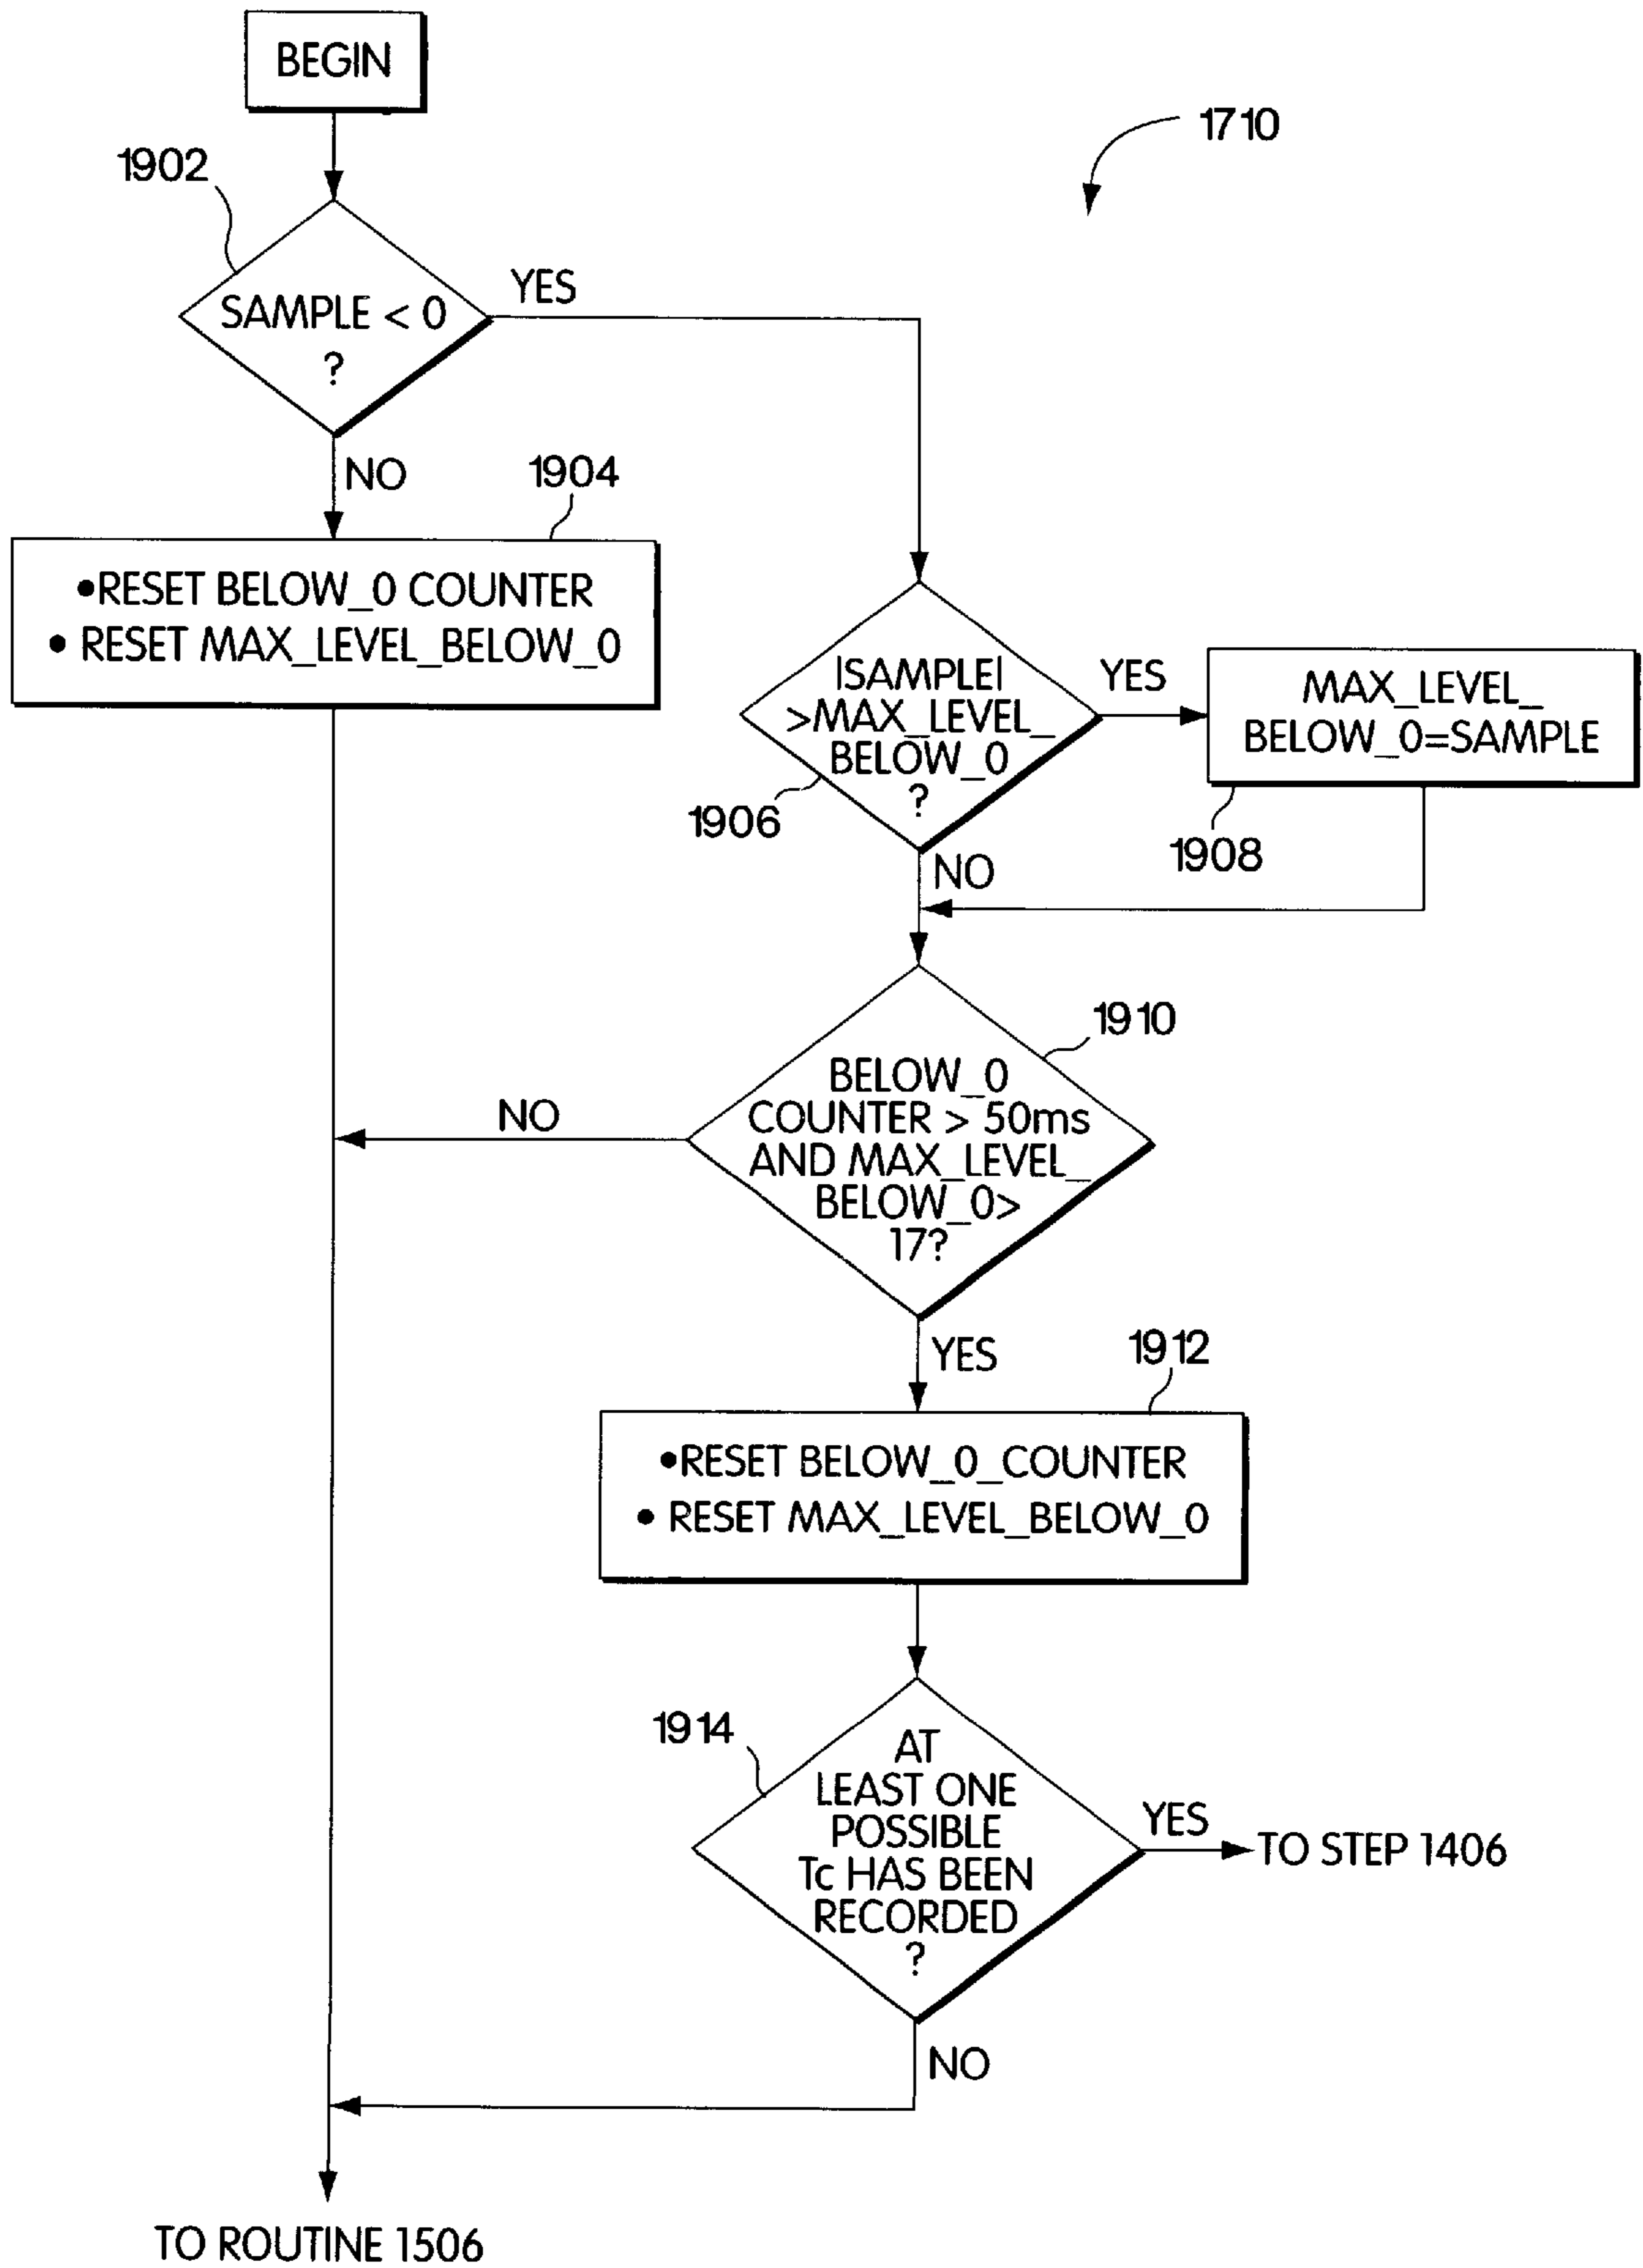 BEGIN
1710
1902
SAMPLE < 0
?
YES
NO
1904
•RESET BELOW_0 COUNTER
• RESET MAX_LEVEL_BELOW_0
|SAMPLE|
>MAX_LEVEL_
BELOW_0
?
1906
YES
MAX_LEVEL_
BELOW_0=SAMPLE
1908
NO
1910
BELOW_0
COUNTER > 50ms
AND MAX_LEVEL_
BELOW_0>
17?
NO
YES
1912
•RESET BELOW_0_COUNTER
• RESET MAX_LEVEL_BELOW_0
1914
AT
LEAST ONE
POSSIBLE
Tc HAS BEEN
RECORDED
?
YES
TO STEP 1406
NO
TO ROUTINE 1506